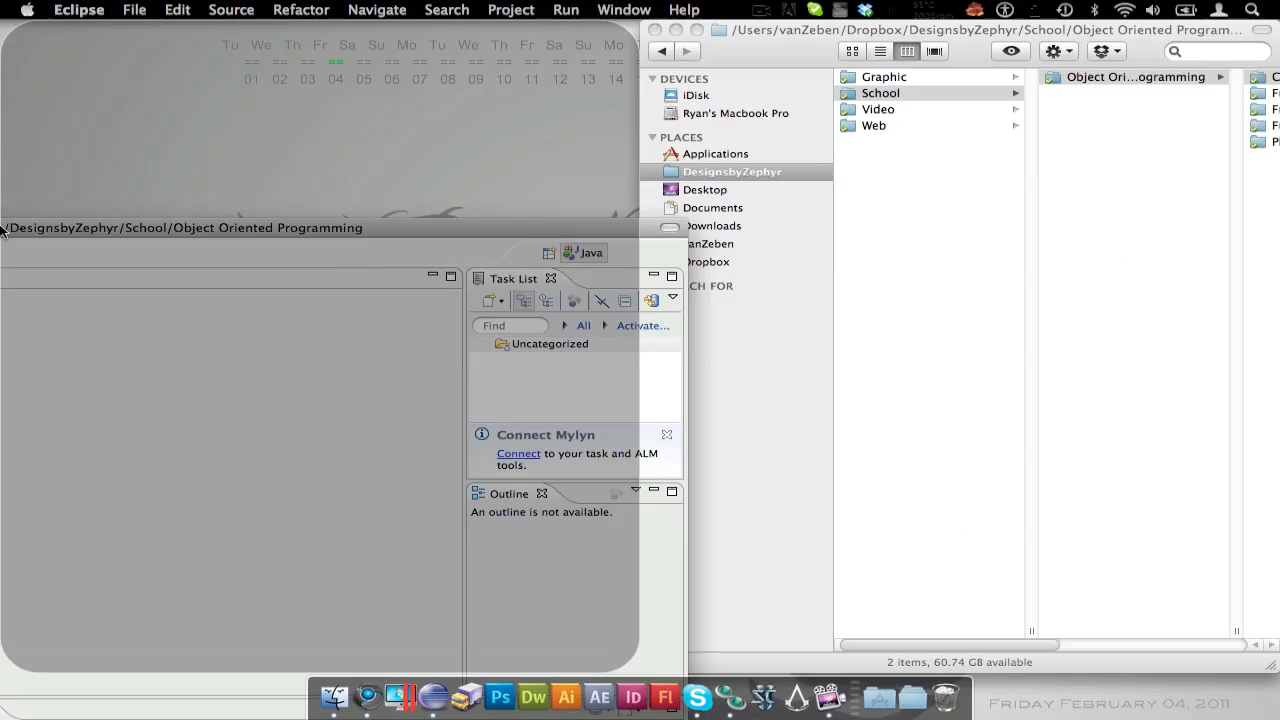 Eclipse File Edit Source Refactor Navigate Search Project Run Window Help
Tu We Th Fr Sa Su Mo Tu We Th Fr Sa Su Mo
== == == == == == == == == == == == == ==
01 02 03 04 05 06 07 08 09 10 11 12 13 14
/DesignsbyZephyr/School/Object Oriented Programming
Java
Task List
Find
All
Activate...
Uncategorized
Connect Mylyn
Connect to your task and ALM
tools.
Outline
An outline is not available.
/Users/vanZeben/Dropbox/DesignsbyZephyr/School/Object Oriented Program...
DEVICES
iDisk
Ryan's Macbook Pro
PLACES
Applications
DesignsbyZephyr
Desktop
Documents
Downloads
anZeben
ropbox
CH FOR
Graphic
School
Video
Web
Object Ori...ogramming
2 items, 60.74 GB available
Ps Dw Ai AE Id Fl
Friday February 04, 2011